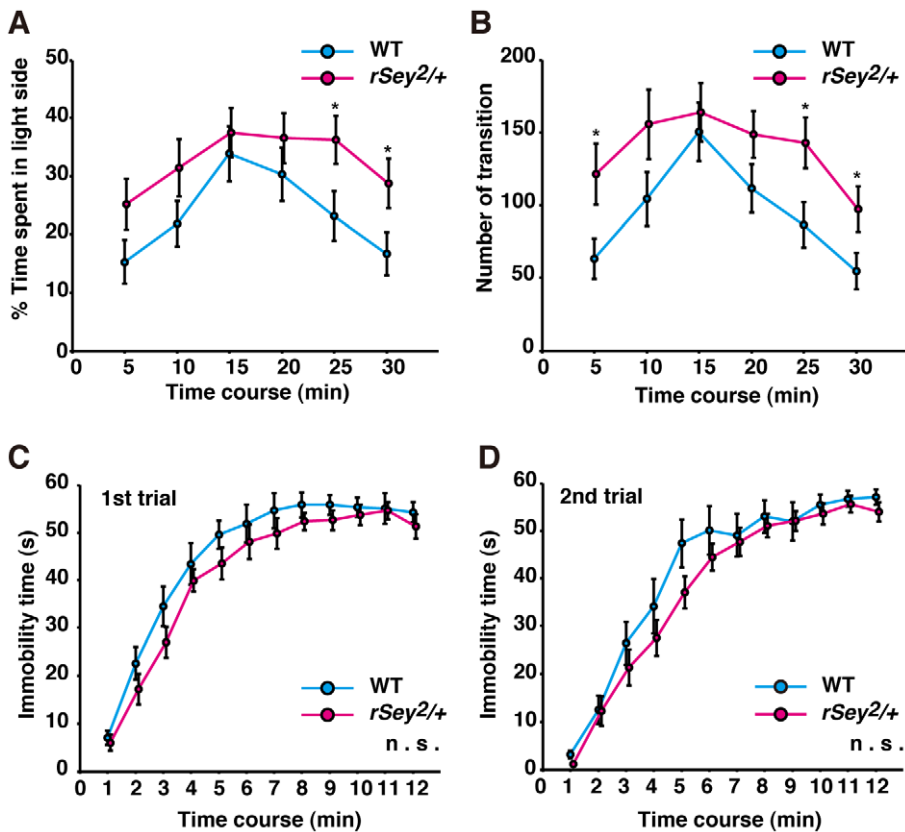 A
WT
rSey²/+
% Time spent in light side
50
40
30
20
10
0
*
*
0 5 10 15 20 25 30
Time course (min)
B
WT
rSey²/+
Number of transition
200
150
100
50
0
*
*
*
0 5 10 15 20 25 30
Time course (min)
C
1st trial
Immobility time (s)
60
50
40
30
20
10
0
WT
rSey²/+
n . s .
0 1 2 3 4 5 6 7 8 9 10 11 12
Time course (min)
D
2nd trial
Immobility time (s)
60
50
40
30
20
10
0
WT
rSey²/+
n . s .
0 1 2 3 4 5 6 7 8 9 10 11 12
Time course (min)